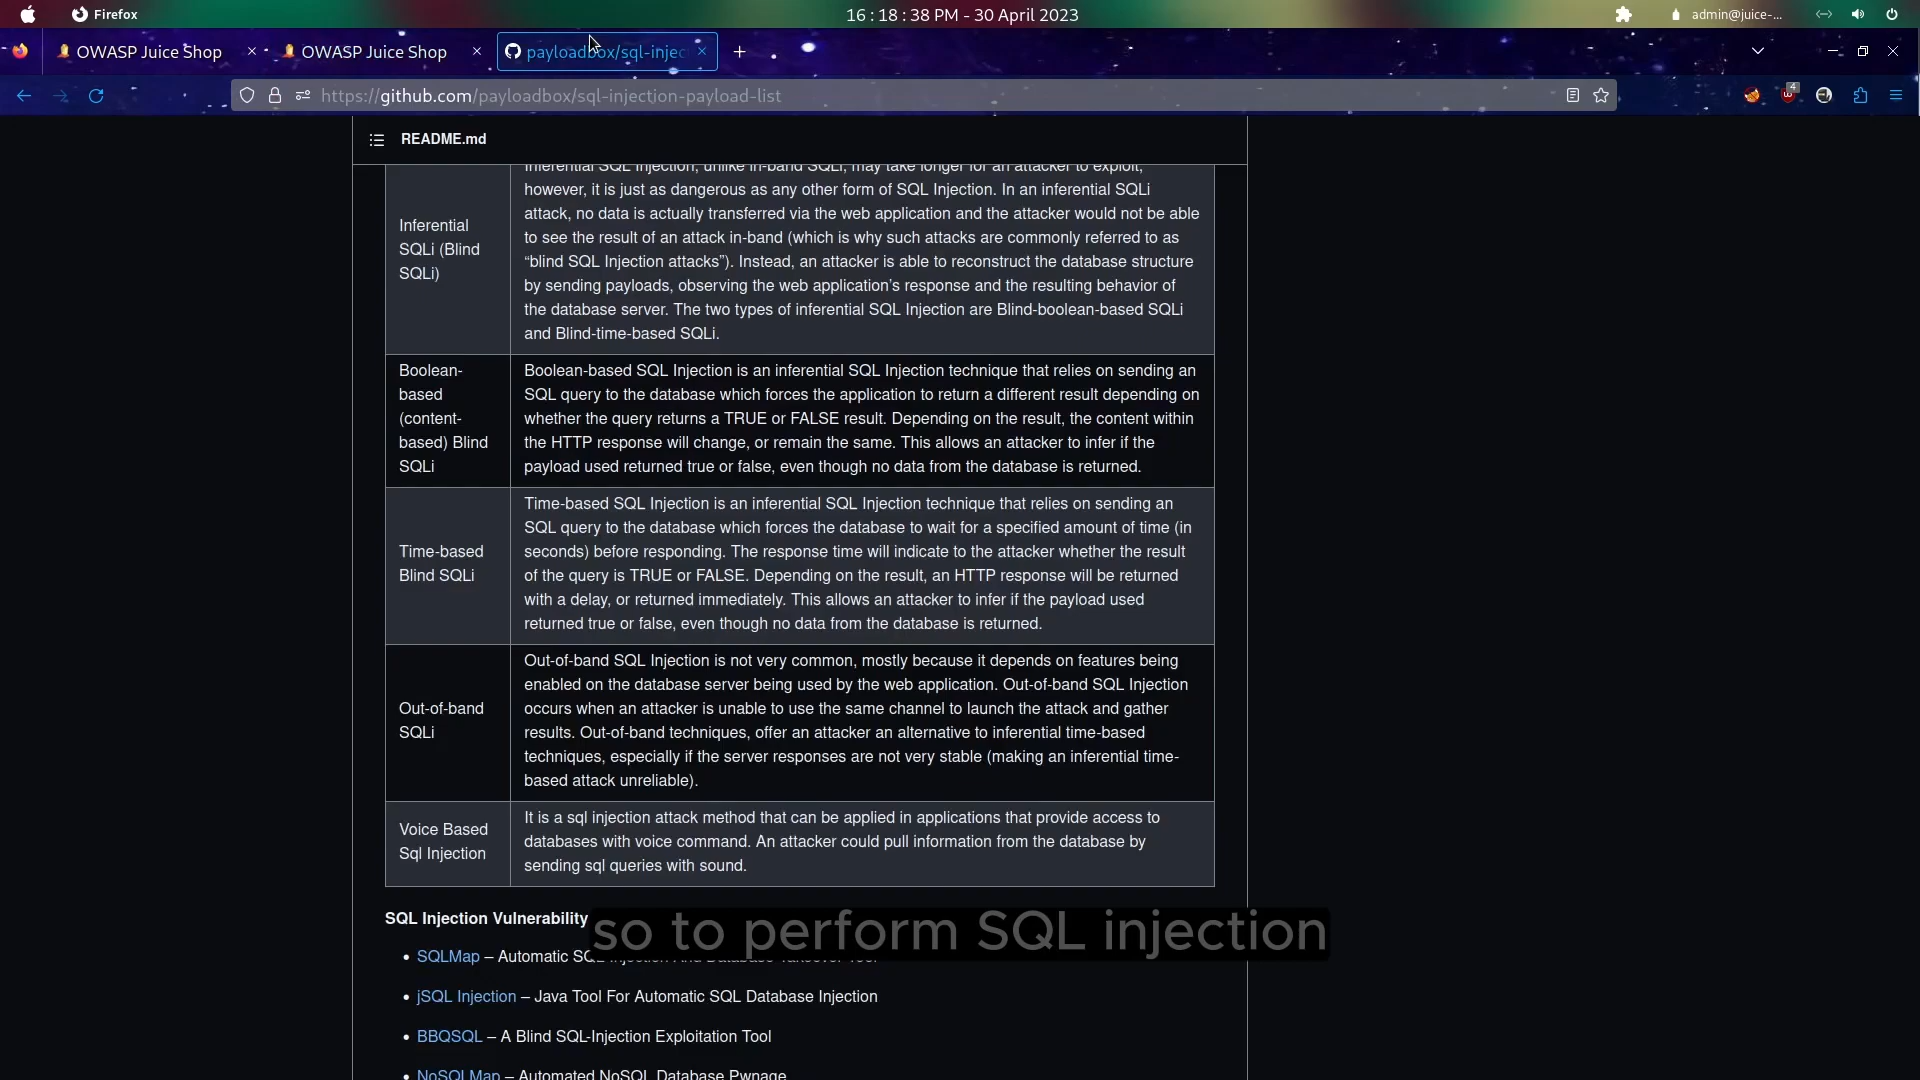 Firefox
16 : 18 : 38 PM - 30 April 2023
admin@juice-...
OWASP Juice Shop
OWASP Juice Shop
payloadbox/sql-injec
https://github.com/payloadbox/sql-injection-payload-list
4
README.md
Inferential SQLi (Blind SQLi)
Inferential SQL Injection, unlike in-band SQLi, may take longer for an attacker to exploit,
however, it is just as dangerous as any other form of SQL Injection. In an inferential SQLi
attack, no data is actually transferred via the web application and the attacker would not be able
to see the result of an attack in-band (which is why such attacks are commonly referred to as
“blind SQL Injection attacks”). Instead, an attacker is able to reconstruct the database structure
by sending payloads, observing the web application’s response and the resulting behavior of
the database server. The two types of inferential SQL Injection are Blind-boolean-based SQLi
and Blind-time-based SQLi.
Boolean-
based
(content-
based) Blind
SQLi
Boolean-based SQL Injection is an inferential SQL Injection technique that relies on sending an
SQL query to the database which forces the application to return a different result depending on
whether the query returns a TRUE or FALSE result. Depending on the result, the content within
the HTTP response will change, or remain the same. This allows an attacker to infer if the
payload used returned true or false, even though no data from the database is returned.
Time-based
Blind SQLi
Time-based SQL Injection is an inferential SQL Injection technique that relies on sending an
SQL query to the database which forces the database to wait for a specified amount of time (in
seconds) before responding. The response time will indicate to the attacker whether the result
of the query is TRUE or FALSE. Depending on the result, an HTTP response will be returned
with a delay, or returned immediately. This allows an attacker to infer if the payload used
returned true or false, even though no data from the database is returned.
Out-of-band
SQLi
Out-of-band SQL Injection is not very common, mostly because it depends on features being
enabled on the database server being used by the web application. Out-of-band SQL Injection
occurs when an attacker is unable to use the same channel to launch the attack and gather
results. Out-of-band techniques, offer an attacker an alternative to inferential time-based
techniques, especially if the server responses are not very stable (making an inferential time-
based attack unreliable).
Voice Based
Sql Injection
It is a sql injection attack method that can be applied in applications that provide access to
databases with voice command. An attacker could pull information from the database by
sending sql queries with sound.
SQL Injection Vulnerability
so to perform SQL injection
SQLMap – Automatic SQL Injection And Database Takeover Tool
jSQL Injection – Java Tool For Automatic SQL Database Injection
BBQSQL – A Blind SQL-Injection Exploitation Tool
NoSQLMap – Automated NoSQL Database Pwnage